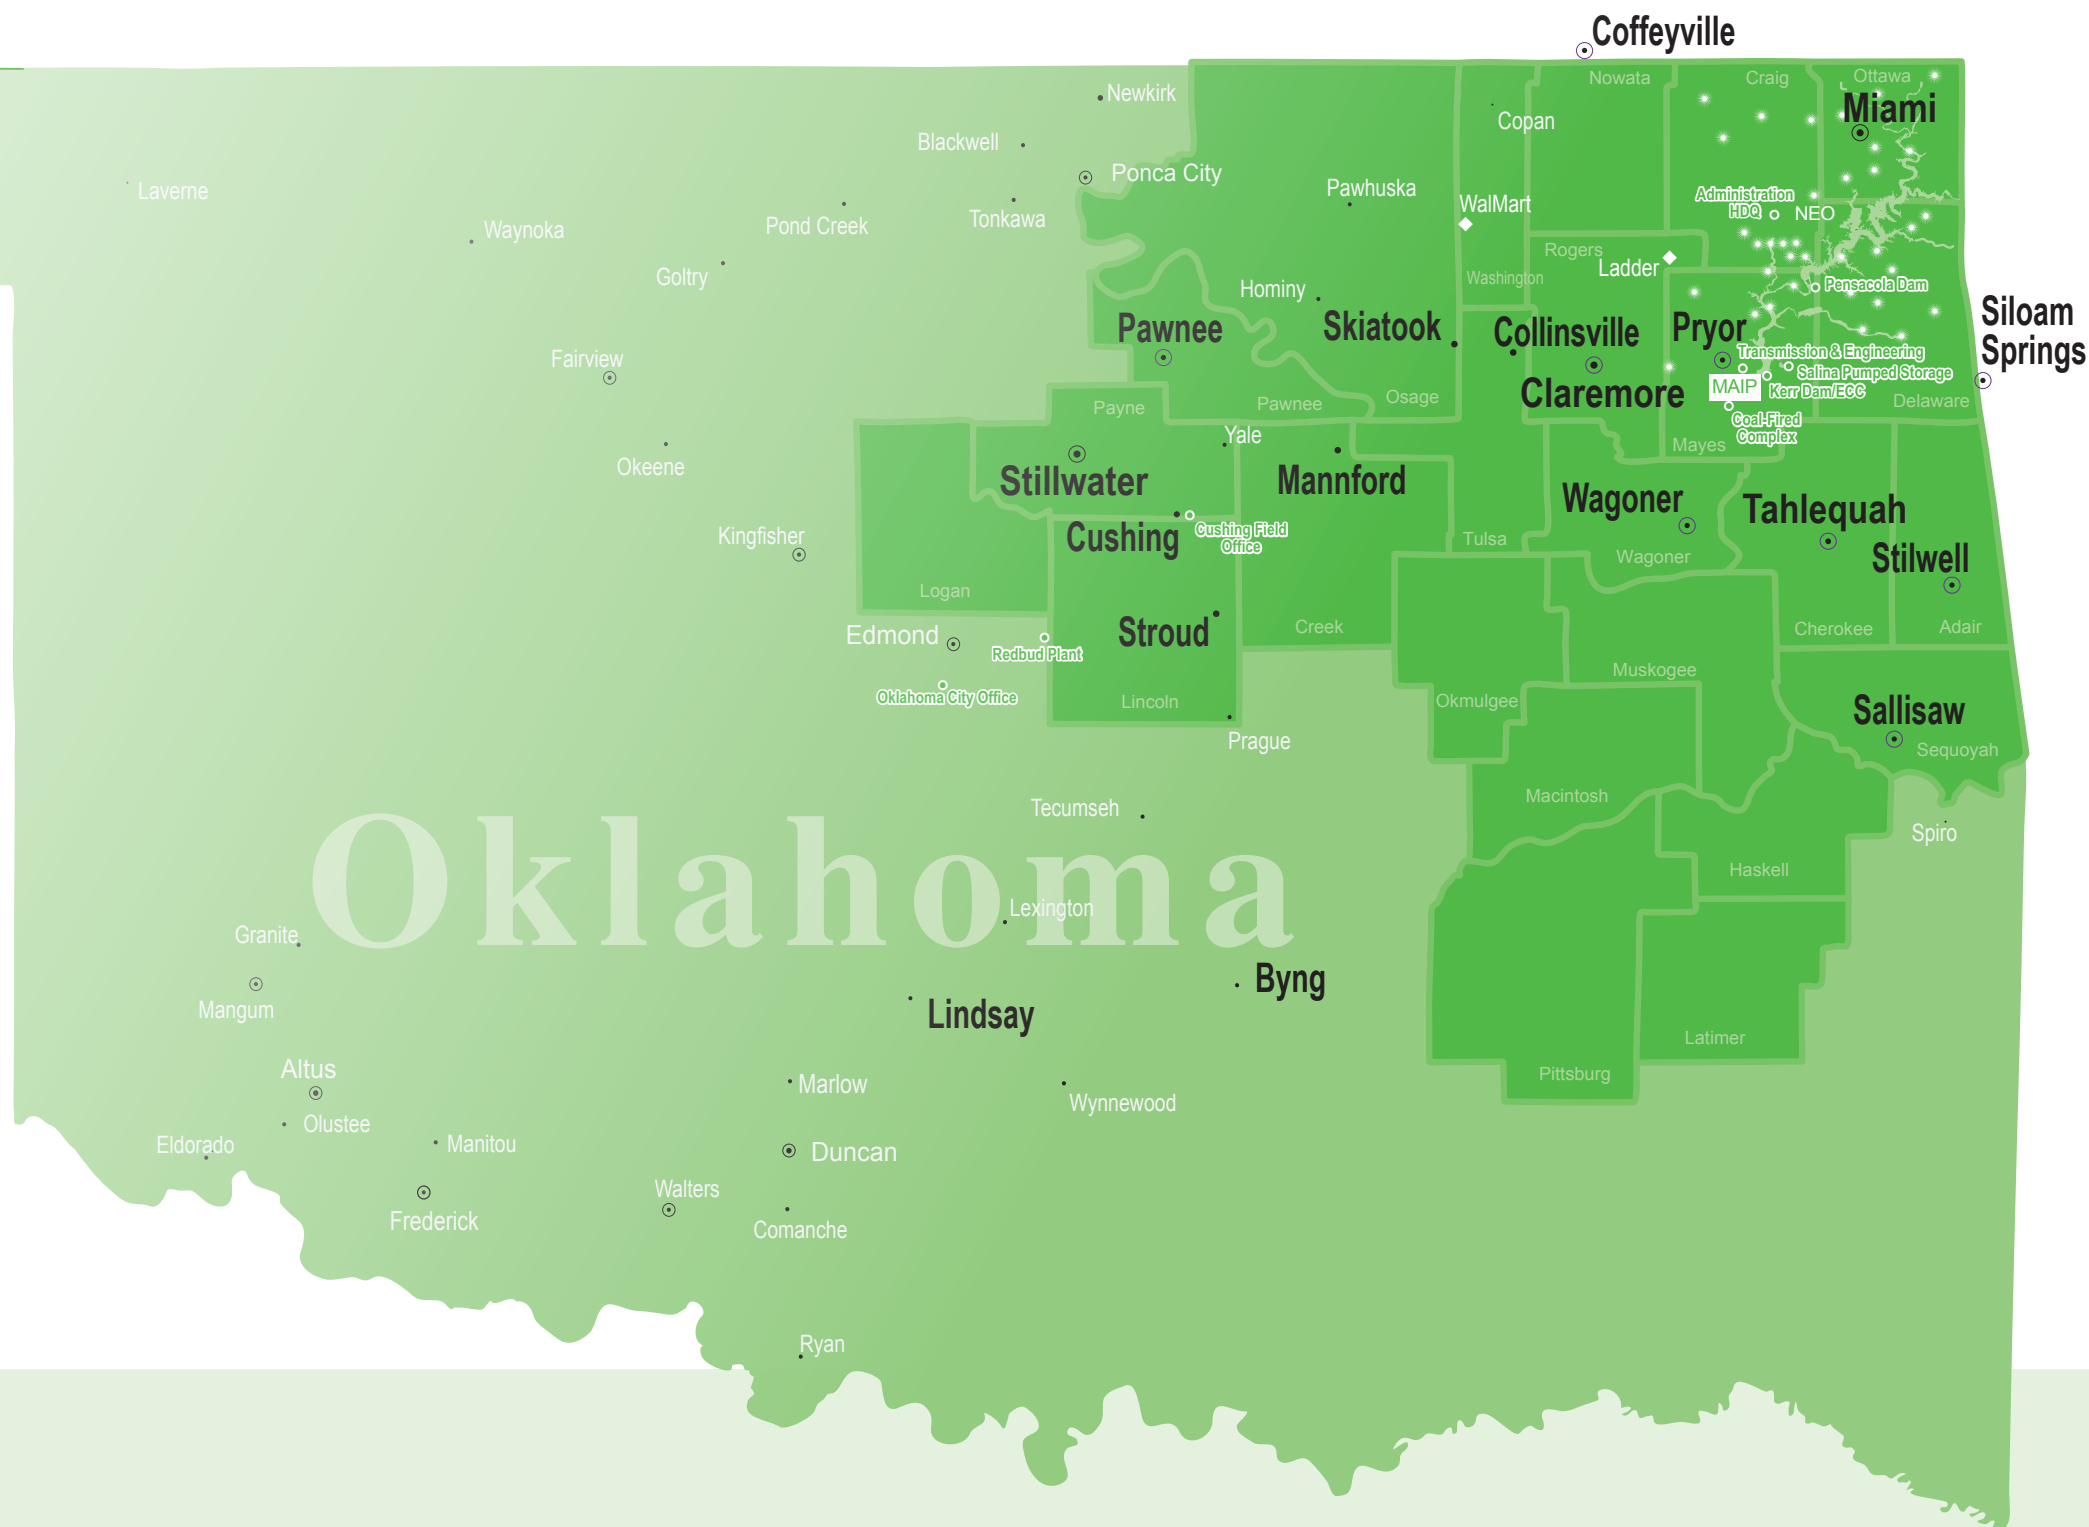 Coffeyville
Nowata
Craig
Ottawa
Newkirk
Miami
Copan
Blackwell
Ponca City
Laverne
Pawhuska
Administration
HDQ
WalMart
NEO
Tonkawa
Pond Creek
Waynoka
Rogers
Ladder
Goltry
Washington
Pensacola Dam
Hominy
Siloam
Springs
Pawnee
Skiatook
Collinsville
Pryor
Transmission & Engineering
Fairview
Salina Pumped Storage
MAIP
Kerr Dam/ECC
Claremore
Payne
Pawnee
Osage
Delaware
Coal-Fired
Complex
Yale
Mayes
Okeene
Stillwater
Mannford
Wagoner
Tahlequah
Cushing Field
Office
Cushing
Kingfisher
Tulsa
Wagoner
Stilwell
Logan
Stroud
Creek
Cherokee
Adair
Edmond
Redbud Plant
Muskogee
Oklahoma City Office
Lincoln
Okmulgee
Sallisaw
Prague
Sequoyah
Macintosh
Tecumseh
Spiro
Oklahoma
Haskell
Lexington
Granite
Byng
Mangum
Lindsay
Latimer
Altus
Pittsburg
Marlow
Wynnewood
Olustee
Eldorado
Manitou
Duncan
Walters
Frederick
Comanche
Ryan